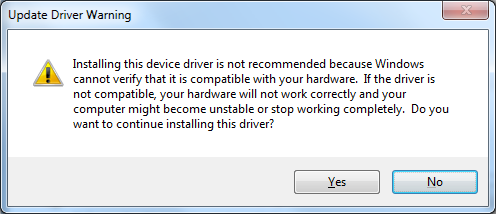 Update Driver Warning
Installing this device driver is not recommended because Windows
cannot verify that it is compatible with your hardware.  If the driver
is not compatible, your hardware will not work correctly and your
computer might become unstable or stop working completely.  Do you
want to continue installing this driver?
Yes
No